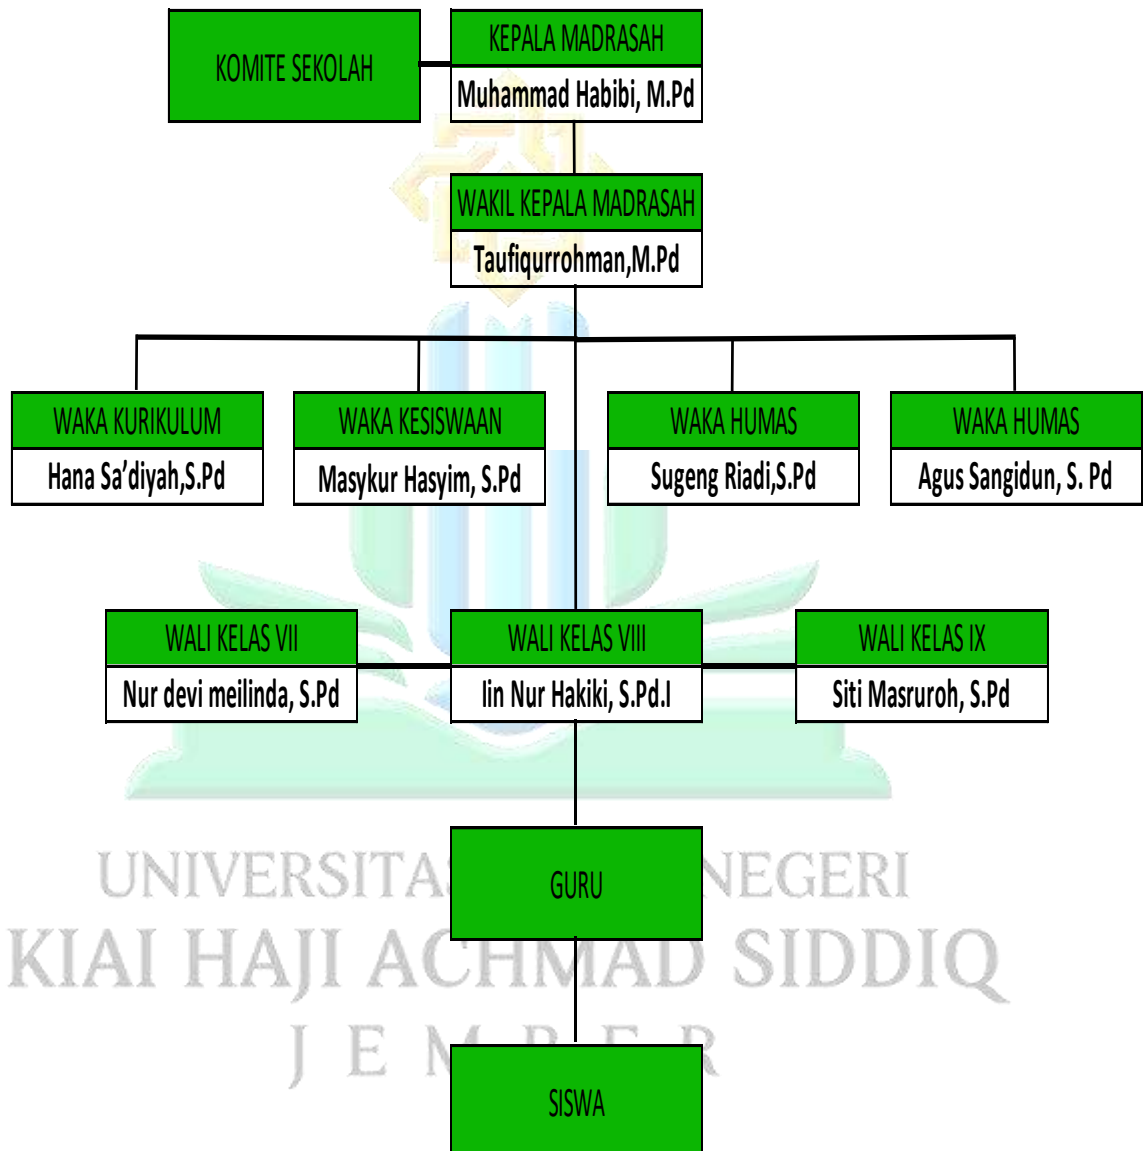 KOMITE SEKOLAH
KEPALA MADRASAH
Muhammad Habibi, M.Pd
WAKIL KEPALA MADRASAH
Taufiqurrohman,M.Pd
WAKA KURIKULUM
Hana Sa’diyah,S.Pd
WAKA KESISWAAN
Masykur Hasyim, S.Pd
WAKA HUMAS
Sugeng Riadi,S.Pd
WAKA HUMAS
Agus Sangidun, S. Pd
WALI KELAS VII
Nur devi meilinda, S.Pd
WALI KELAS VIII
Iin Nur Hakiki, S.Pd.I
WALI KELAS IX
Siti Masruroh, S.Pd
GURU
UNIVERSITAS NEGERI
KIAI HAJI ACHMAD SIDDIQ
JEMBER
SISWA